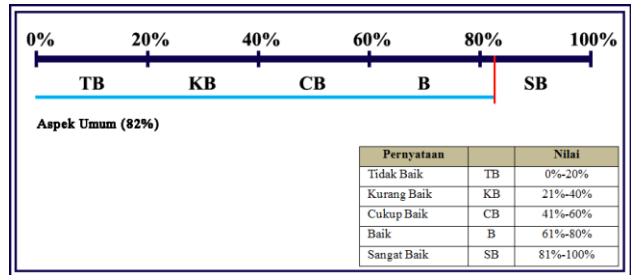 0% 20% 40% 60% 80% 100%
TB KB CB B SB
Aspek Umum (82%)
Pernyataan Nilai
Tidak Baik TB 0%-20%
Kurang Baik KB 21%-40%
Cukup Baik CB 41%-60%
Baik B 61%-80%
Sangat Baik SB 81%-100%